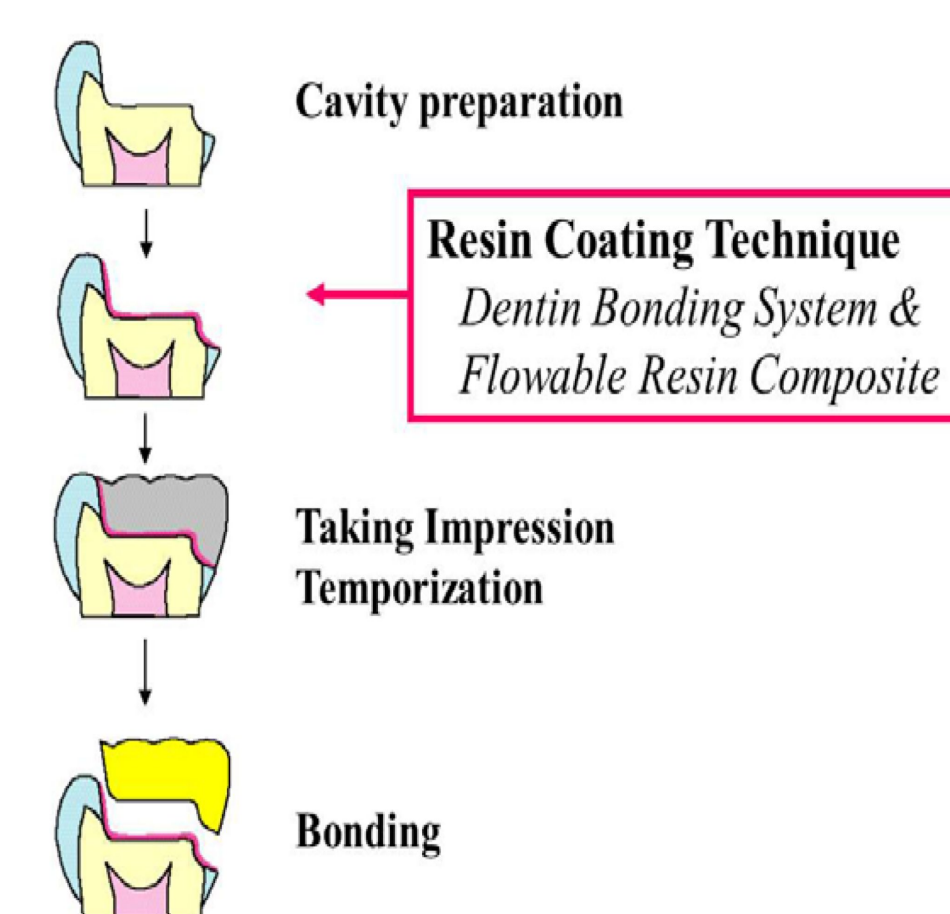 Cavity preparation
Resin Coating Technique
Dentin Bonding System &
Flowable Resin Composite
Taking Impression
Temporization
Bonding